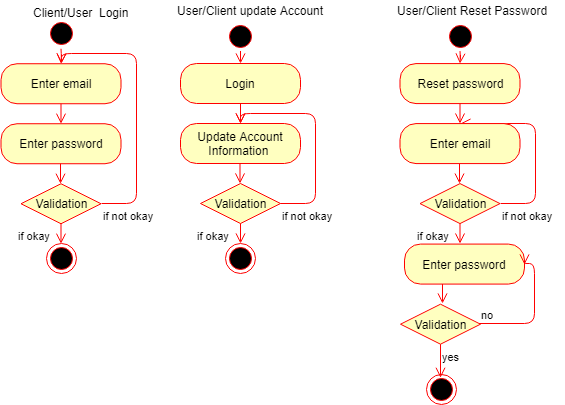 Client/User  Login
Enter email
Enter password
Validation
if not okay
if okay
User/Client update Account
Login
Update Account
Information
Validation
if not okay
if okay
User/Client Reset Password
Reset password
Enter email
Validation
if not okay
if okay
Enter password
Validation
no
yes